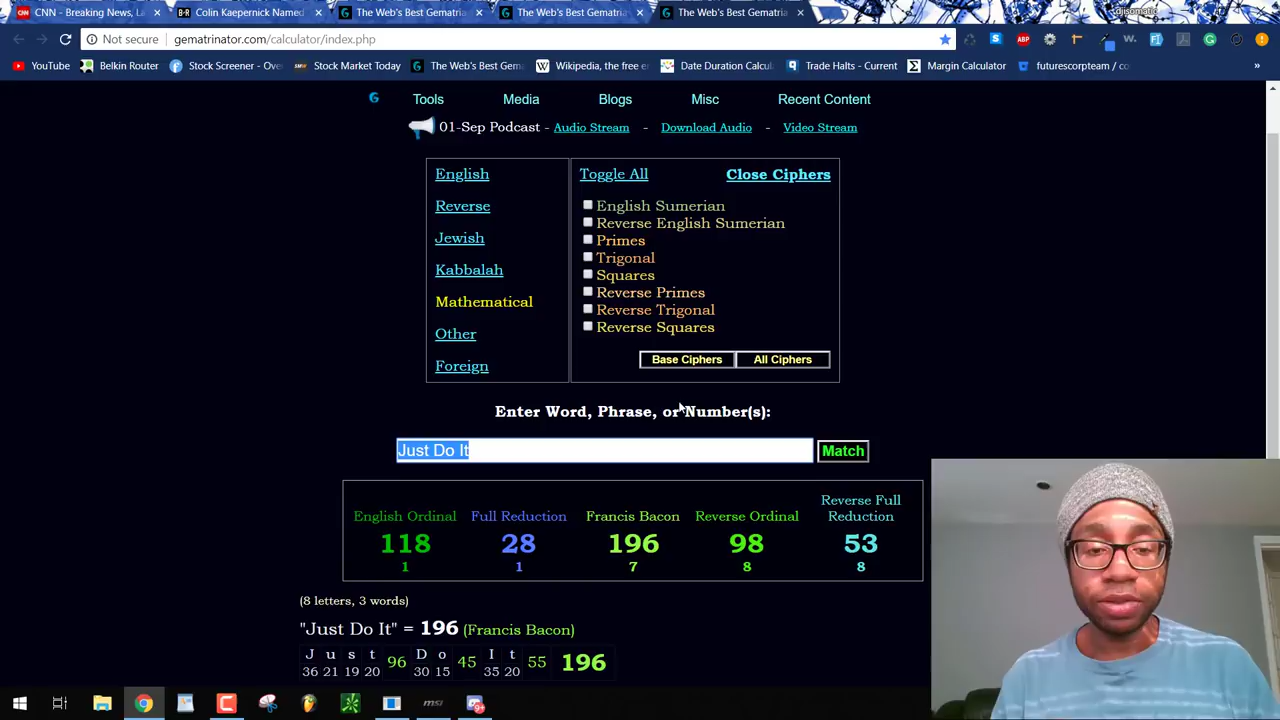 CNN - Breaking News, La
Colin Kaepernick Named
The Web's Best Gematri
The Web's Best Gematri
The Web's Best Gematri
djisomatic
Not secure
gematrinator.com/calculator/index.php
YouTube
Belkin Router
Stock Screener - Ove
Stock Market Today
The Web's Best Gem
Wikipedia, the free e
Date Duration Calcul
Trade Halts - Current
Margin Calculator
futurescorpteam / co
Tools
Media
Blogs
Misc
Recent Content
01-Sep Podcast - Audio Stream - Download Audio - Video Stream
English
Reverse
Jewish
Kabbalah
Mathematical
Other
Foreign
Toggle All
Close Ciphers
English Sumerian
Reverse English Sumerian
Primes
Trigonal
Squares
Reverse Primes
Reverse Trigonal
Reverse Squares
Base Ciphers
All Ciphers
Enter Word, Phrase, or Number(s):
Just Do It
Match
English Ordinal
118
1
Full Reduction
28
1
Francis Bacon
196
7
Reverse Ordinal
98
8
Reverse Full
Reduction
53
8
(8 letters, 3 words)
"Just Do It" = 196 (Francis Bacon)
J u s t D o I t
36 21 19 20 96 30 15 45 35 20 55 196